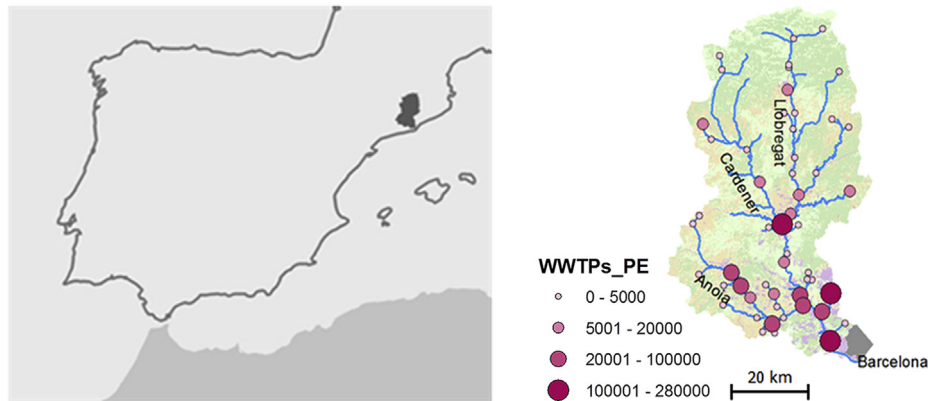 Llobregat
Cardener
Anoia
WWTPs_PE
0 - 5000
5001 - 20000
20001 - 100000
100001 - 280000
20 km
Barcelona